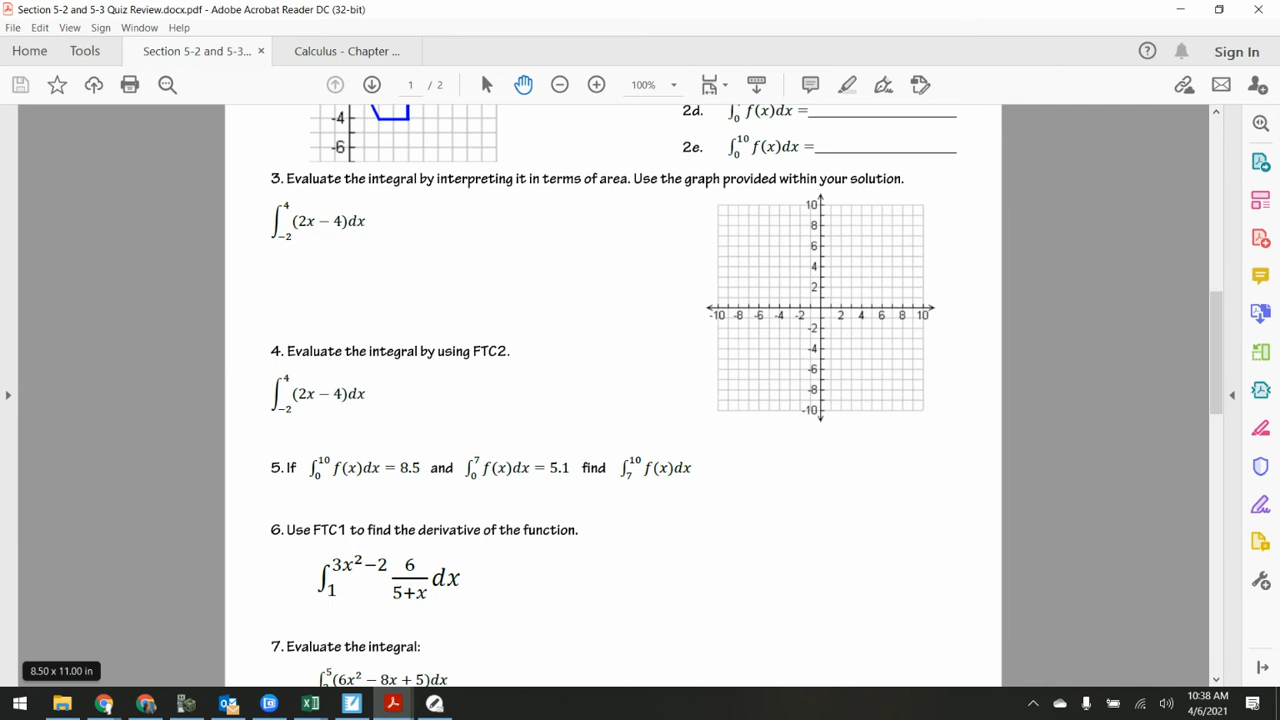 Section 5-2 and 5-3 Quiz Review.docx.pdf - Adobe Acrobat Reader DC (32-bit)
File Edit View Sign Window Help
Home Tools Section 5-2 and 5-3... × Calculus - Chapter ... Sign In
1 / 2 100%
-4
-6
2d. ∫₀ f(x)dx =______________
2e. ∫₀¹⁰ f(x)dx =______________
3. Evaluate the integral by interpreting it in terms of area. Use the graph provided within your solution.
∫₋₂⁴ (2x − 4)dx
10
8
6
4
2
-10 -8 -6 -4 -2 2 4 6 8 10
-2
-4
-6
-8
-10
4. Evaluate the integral by using FTC2.
∫₋₂⁴ (2x − 4)dx
5. If ∫₀¹⁰ f(x)dx = 8.5 and ∫₀⁷ f(x)dx = 5.1 find ∫₇¹⁰ f(x)dx
6. Use FTC1 to find the derivative of the function.
∫₁^(3x²−2) 6/(5+x) dx
7. Evaluate the integral:
∫⁵(6x² − 8x + 5)dx
8.50 x 11.00 in
10:38 AM
4/6/2021